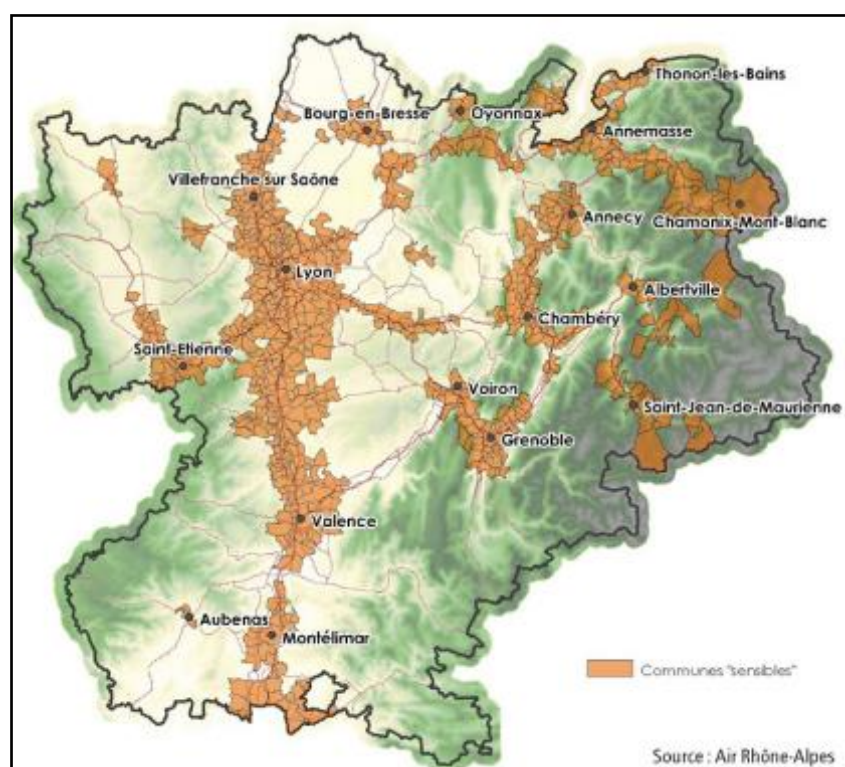 Thonon-les-Bains
Bourg-en-Bresse
Oyonnax
Annemasse
Villefranche sur Saône
Annecy
Chamonix-Mont-Blanc
Lyon
Albertville
Chambéry
Saint-Etienne
Voiron
Saint-Jean-de-Maurienne
Grenoble
Valence
Aubenas
Montélimar
Communes "sensibles"
Source : Air Rhône-Alpes